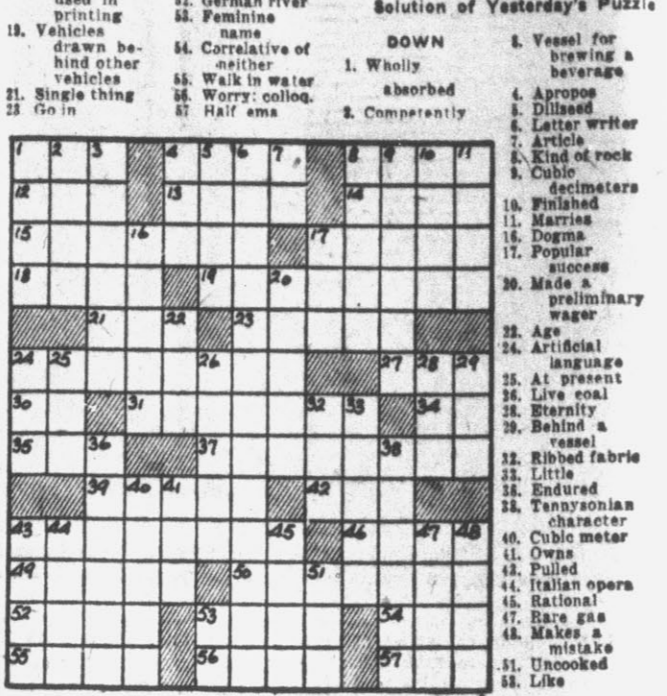 used in
printing
19. Vehicles
drawn be-
hind other
vehicles
21. Single thing
23. Go in
52. German river
53. Feminine
name
54. Correlative of
neither
55. Walk in water
56. Worry: colloq.
57. Half ems
Solution of Yesterday's Puzzle
DOWN
1. Wholly
absorbed
2. Competently
3. Vessel for
brewing a
beverage
4. Apropos
5. Dillseed
6. Letter writer
7. Article
8. Kind of rock
9. Cubic
decimeters
10. Finished
11. Marries
16. Dogma
17. Popular
success
20. Made a
preliminary
wager
22. Age
24. Artificial
language
25. At present
26. Live coal
28. Eternity
29. Behind a
vessel
32. Ribbed fabric
33. Little
36. Endured
38. Tennysonian
character
40. Cubic meter
41. Owns
43. Pulled
44. Italian opera
45. Rational
47. Rare gas
48. Makes a
mistake
51. Uncooked
53. Like
1 2 3 4 5 6 7 8 9 10 11
12 13 14
15 16 17
18 19 20
21 22 23
24 25 26 27 28 29
30 31 32 33 34
35 36 37 38
39 40 41 42
43 44 45 46 47 48
49 50 51
52 53 54
55 56 57